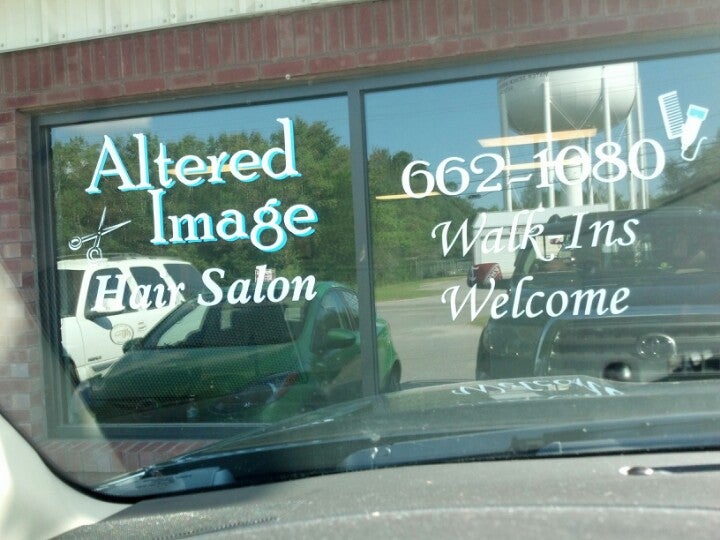 Altered
Image
Hair Salon
662-1080
Walk-Ins
Welcome